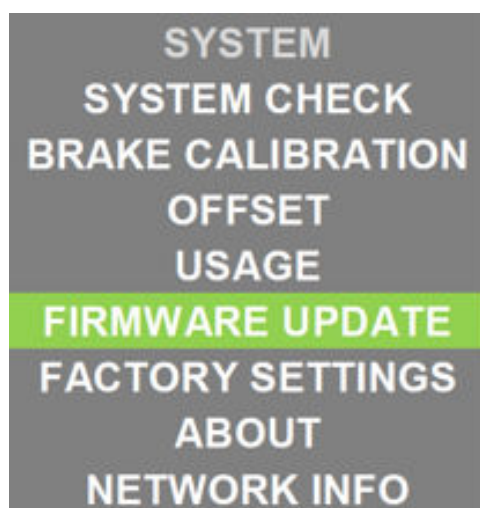 SYSTEM
SYSTEM CHECK
BRAKE CALIBRATION
OFFSET
USAGE
FIRMWARE UPDATE
FACTORY SETTINGS
ABOUT
NETWORK INFO